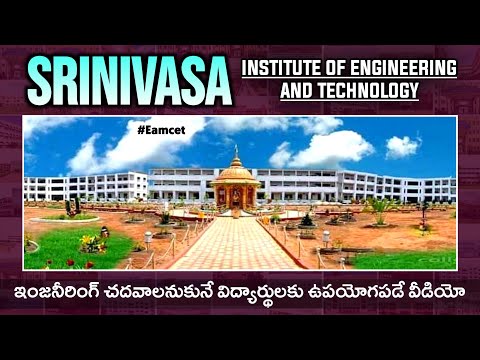 SRINIVASA INSTITUTE OF ENGINEERING
AND TECHNOLOGY
#Eamcet
ఇంజనీరింగ్ చదవాలనుకునే విద్యార్థులకు ఉపయోగపడే వీడియో